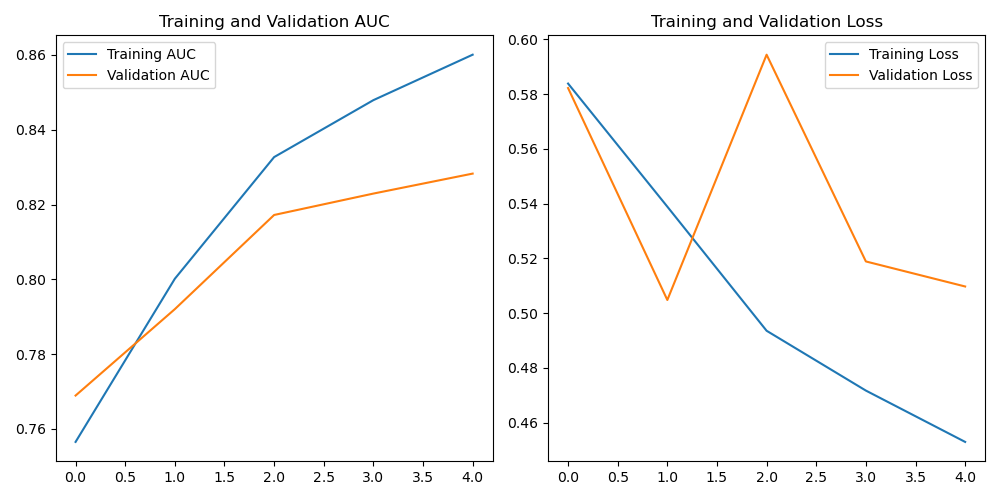 Training and Validation AUC
Training AUC
Validation AUC
0.86
0.84
0.82
0.80
0.78
0.76
0.0 0.5 1.0 1.5 2.0 2.5 3.0 3.5 4.0
Training and Validation Loss
Training Loss
Validation Loss
0.60
0.58
0.56
0.54
0.52
0.50
0.48
0.46
0.0 0.5 1.0 1.5 2.0 2.5 3.0 3.5 4.0